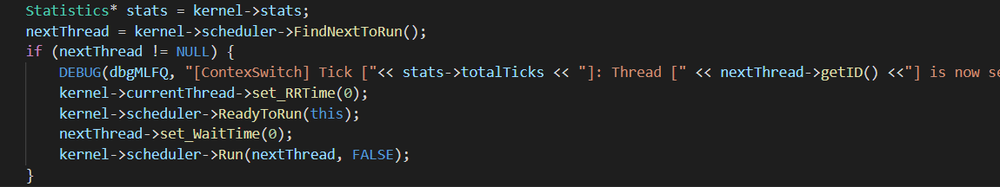 Statistics* stats = kernel->stats;
nextThread = kernel->scheduler->FindNextToRun();
if (nextThread != NULL) {
DEBUG(dbgMLFQ, "[ContexSwitch] Tick ["<< stats->totalTicks << "]: Thread [" << nextThread->getID() <<"] is now se
kernel->currentThread->set_RRTime(0);
kernel->scheduler->ReadyToRun(this);
nextThread->set_WaitTime(0);
kernel->scheduler->Run(nextThread, FALSE);
}